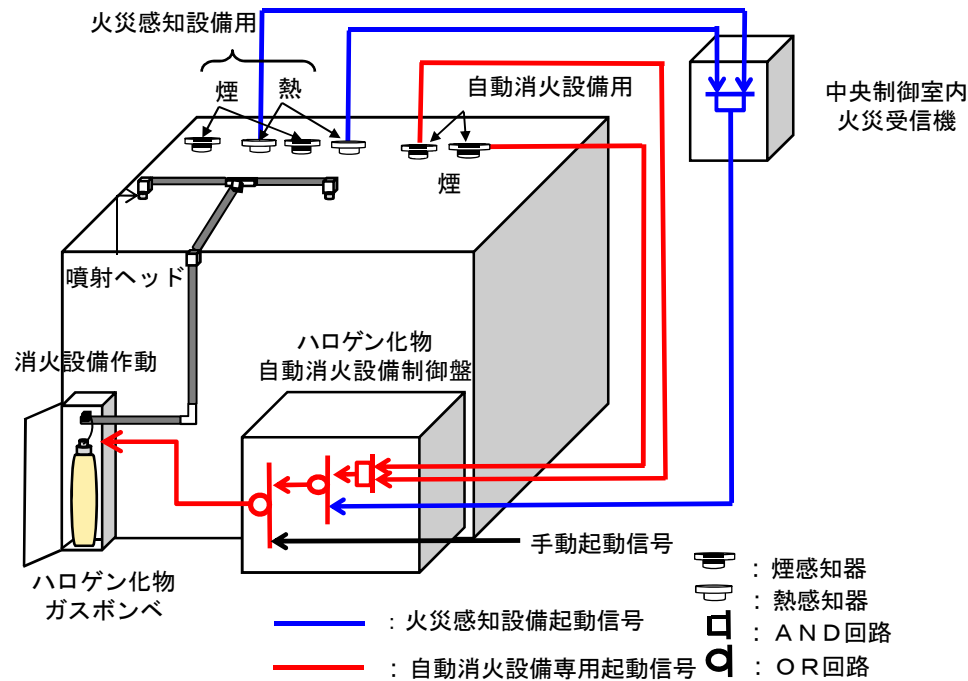 火災感知設備用
煙
熱
自動消火設備用
煙
中央制御室内
火災受信機
噴射ヘッド
消火設備作動
ハロゲン化物
自動消火設備制御盤
手動起動信号
ハロゲン化物
ガスボンベ
：火災感知設備起動信号
：自動消火設備専用起動信号
：煙感知器
：熱感知器
：ＡＮＤ回路
：ＯＲ回路